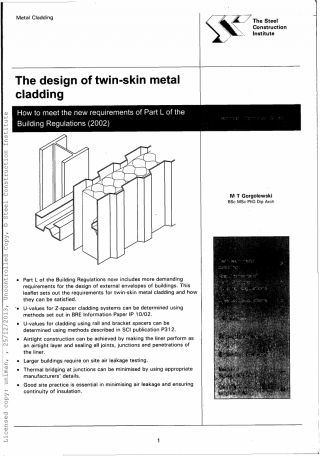 Metal Cladding
The Steel
Construction
Institute
The design of twin-skin metal
cladding
How to meet the new requirements of Part L of the
Building Regulations (2002)
M T Gorgolewski
BSc MSc PhD Dip Arch
• Part L of the Building Regulations now includes more demanding
requirements for the design of external envelopes of buildings. This
leaflet sets out the requirements for twin-skin metal cladding and how
they can be satisfied.
• U-values for Z-spacer cladding systems can be determined using
methods set out in BRE Information Paper IP 10/02.
• U-values for cladding using rail and bracket spacers can be
determined using methods described in SCI publication P312.
• Airtight construction can be achieved by making the liner perform as
an airtight layer and sealing all joints, junctions and penetrations of
the liner.
• Larger buildings require on site air leakage testing.
• Thermal bridging at junctions can be minimised by using appropriate
manufacturers' details.
• Good site practice is essential in minimising air leakage and ensuring
continuity of insulation.
1
Licensed copy: uniman, , 25/12/2013, Uncontrolled Copy, © Steel Construction Institute